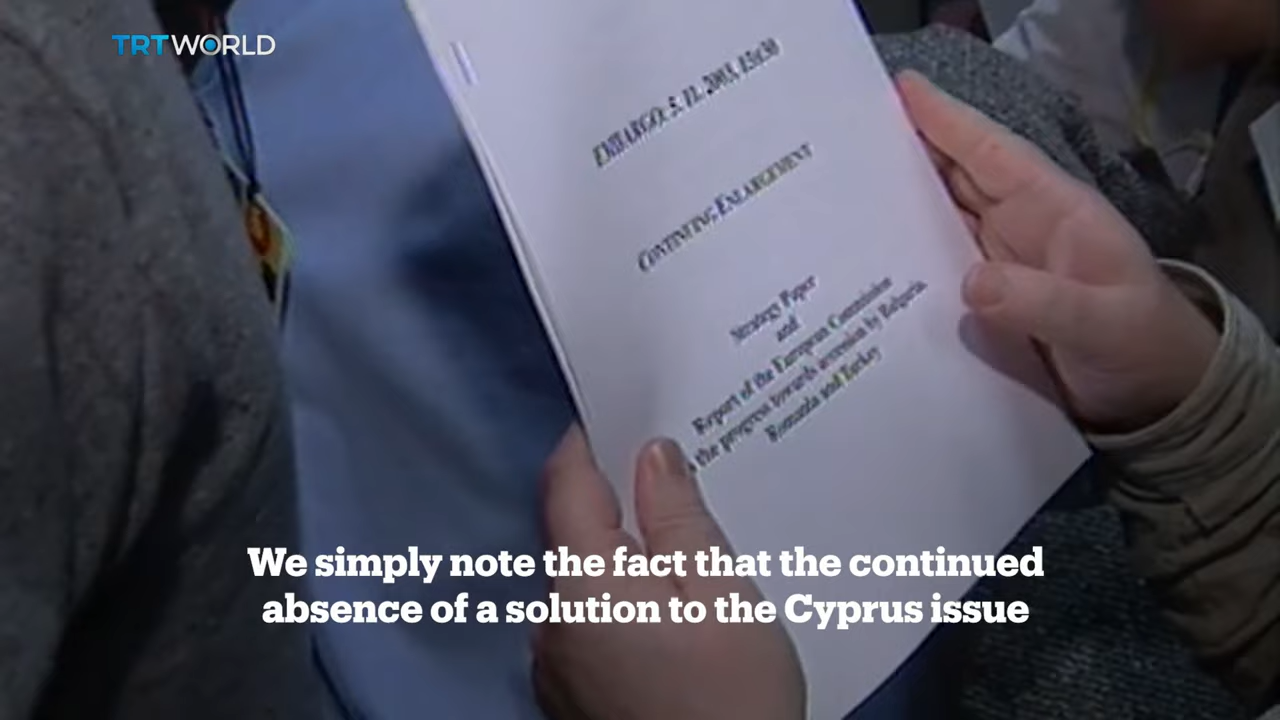 TRT WORLD
EMBARGO: 5. 11. 2003, 15h30
CONTINUING ENLARGEMENT
Strategy Paper
and
Report of the European Commission
the progress towards accession by Bulgaria,
Romania and Turkey
We simply note the fact that the continued
absence of a solution to the Cyprus issue